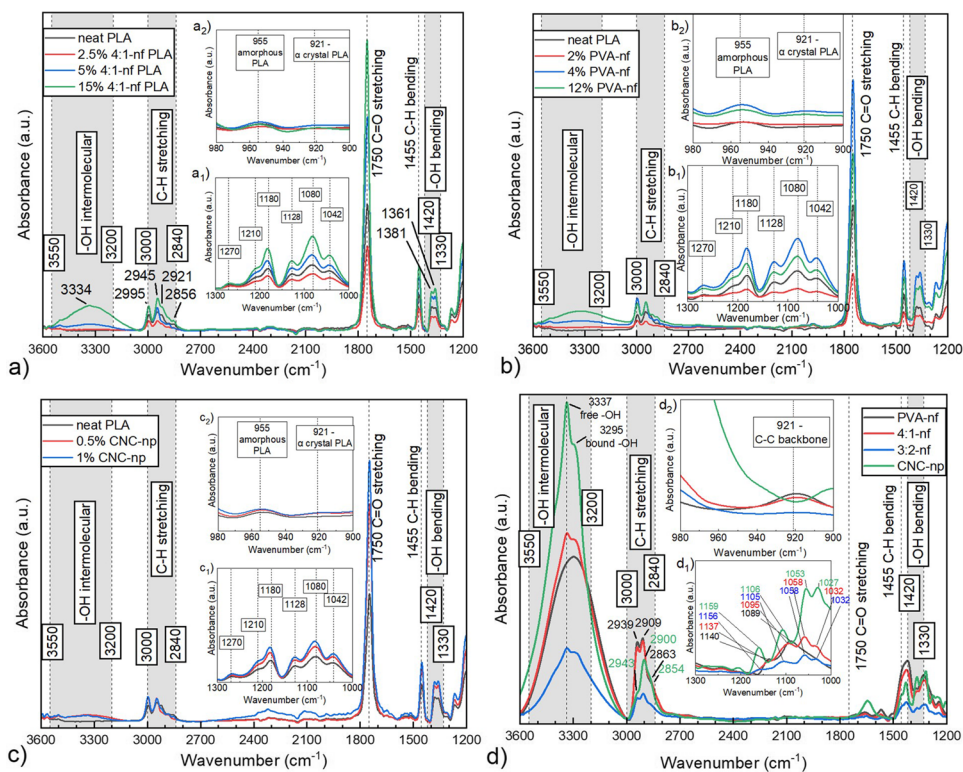 neat PLA
2.5% 4:1-nf PLA
5% 4:1-nf PLA
15% 4:1-nf PLA
a2)
955
amorphous
PLA
921 -
α crystal PLA
Absorbance (a.u.)
980 960 940 920 900
Wavenumber (cm-1)
a1)
1270
1210
1180
1128
1080
1042
Absorbance (a.u.)
1300 1200 1100 1000
Wavenumber (cm-1)
-OH intermolecular
C-H stretching
1750 C=O stretching
1455 C-H bending
-OH bending
3550
3200
3000
2840
1420
1330
1361
1381
3334
2945
2995
2921
2856
Absorbance (a.u.)
3600 3300 3000 2700 2400 2100 1800 1500 1200
Wavenumber (cm-1)
a)
neat PLA
2% PVA-nf
4% PVA-nf
12% PVA-nf
b2)
955
amorphous
PLA
921 -
α crystal PLA
Absorbance (a.u.)
980 960 940 920 900
Wavenumber (cm-1)
b1)
1270
1210
1180
1128
1080
1042
Absorbance (a.u.)
1300 1200 1100 1000
Wavenumber (cm-1)
-OH intermolecular
C-H stretching
1750 C=O stretching
1455 C-H bending
-OH bending
3550
3200
3000
2840
1420
1330
Absorbance (a.u.)
3600 3300 3000 2700 2400 2100 1800 1500 1200
Wavenumber (cm-1)
b)
neat PLA
0.5% CNC-np
1% CNC-np
c2)
955
amorphous
PLA
921 -
α crystal PLA
Absorbance (a.u.)
980 960 940 920 900
Wavenumber (cm-1)
c1)
1270
1210
1180
1128
1080
1042
Absorbance (a.u.)
1300 1200 1100 1000
Wavenumber (cm-1)
-OH intermolecular
C-H stretching
1750 C=O stretching
1455 C-H bending
-OH bending
3550
3200
3000
2840
1420
1330
Absorbance (a.u.)
3600 3300 3000 2700 2400 2100 1800 1500 1200
Wavenumber (cm-1)
c)
PVA-nf
4:1-nf
3:2-nf
CNC-np
3337
free -OH
3295
bound -OH
d2)
921 -
C-C backbone
Absorbance (a.u.)
980 960 940 920 900
Wavenumber (cm-1)
d1)
1159
1156
1137
1140
1106
1105
1095
1089
1053
1058
1058
1027
1032
1032
Absorbance (a.u.)
1300 1200 1100 1000
Wavenumber (cm-1)
-OH intermolecular
C-H stretching
1750 C=O stretching
1455 C-H bending
-OH bending
3550
3200
3000
2840
1420
1330
2939
2909
2900
2943
2863
2854
Absorbance (a.u.)
3600 3300 3000 2700 2400 2100 1800 1500 1200
Wavenumber (cm-1)
d)